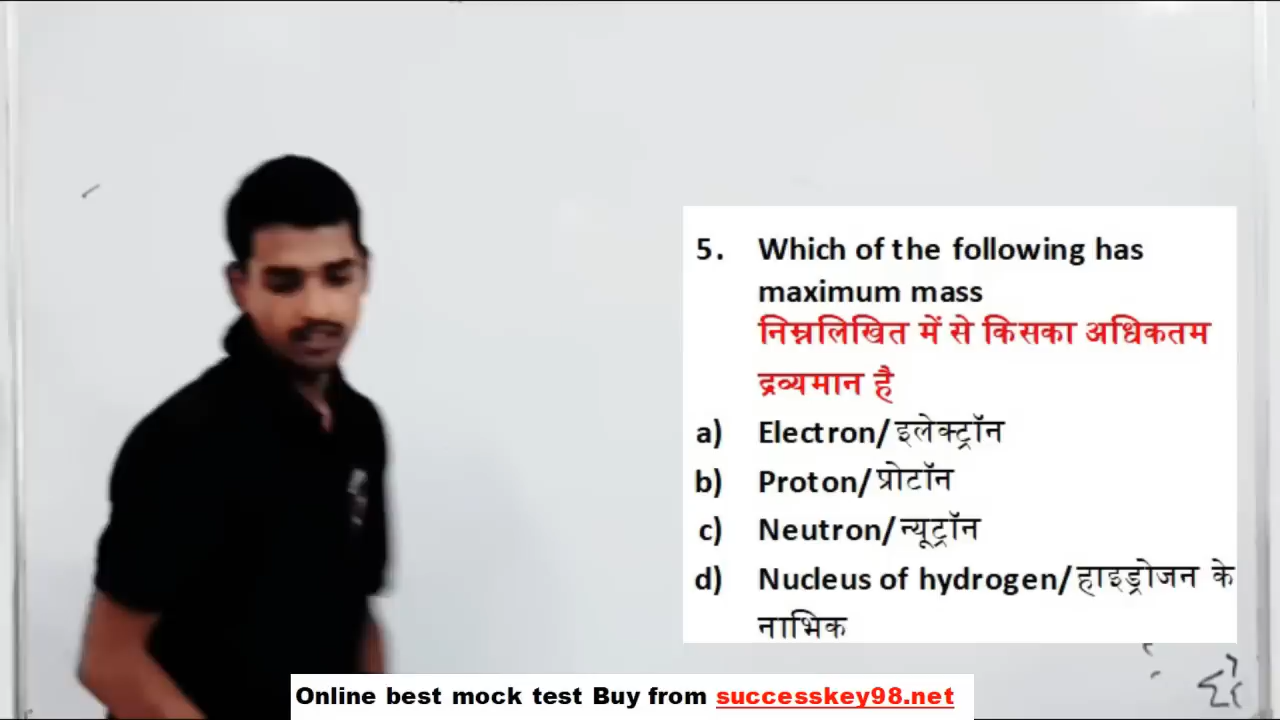 5. Which of the following has
maximum mass
निम्नलिखित में से किसका अधिकतम
द्रव्यमान है
a) Electron/इलेक्ट्रॉन
b) Proton/प्रोटॉन
c) Neutron/न्यूट्रॉन
d) Nucleus of hydrogen/हाइड्रोजन के
नाभिक
Online best mock test Buy from successkey98.net